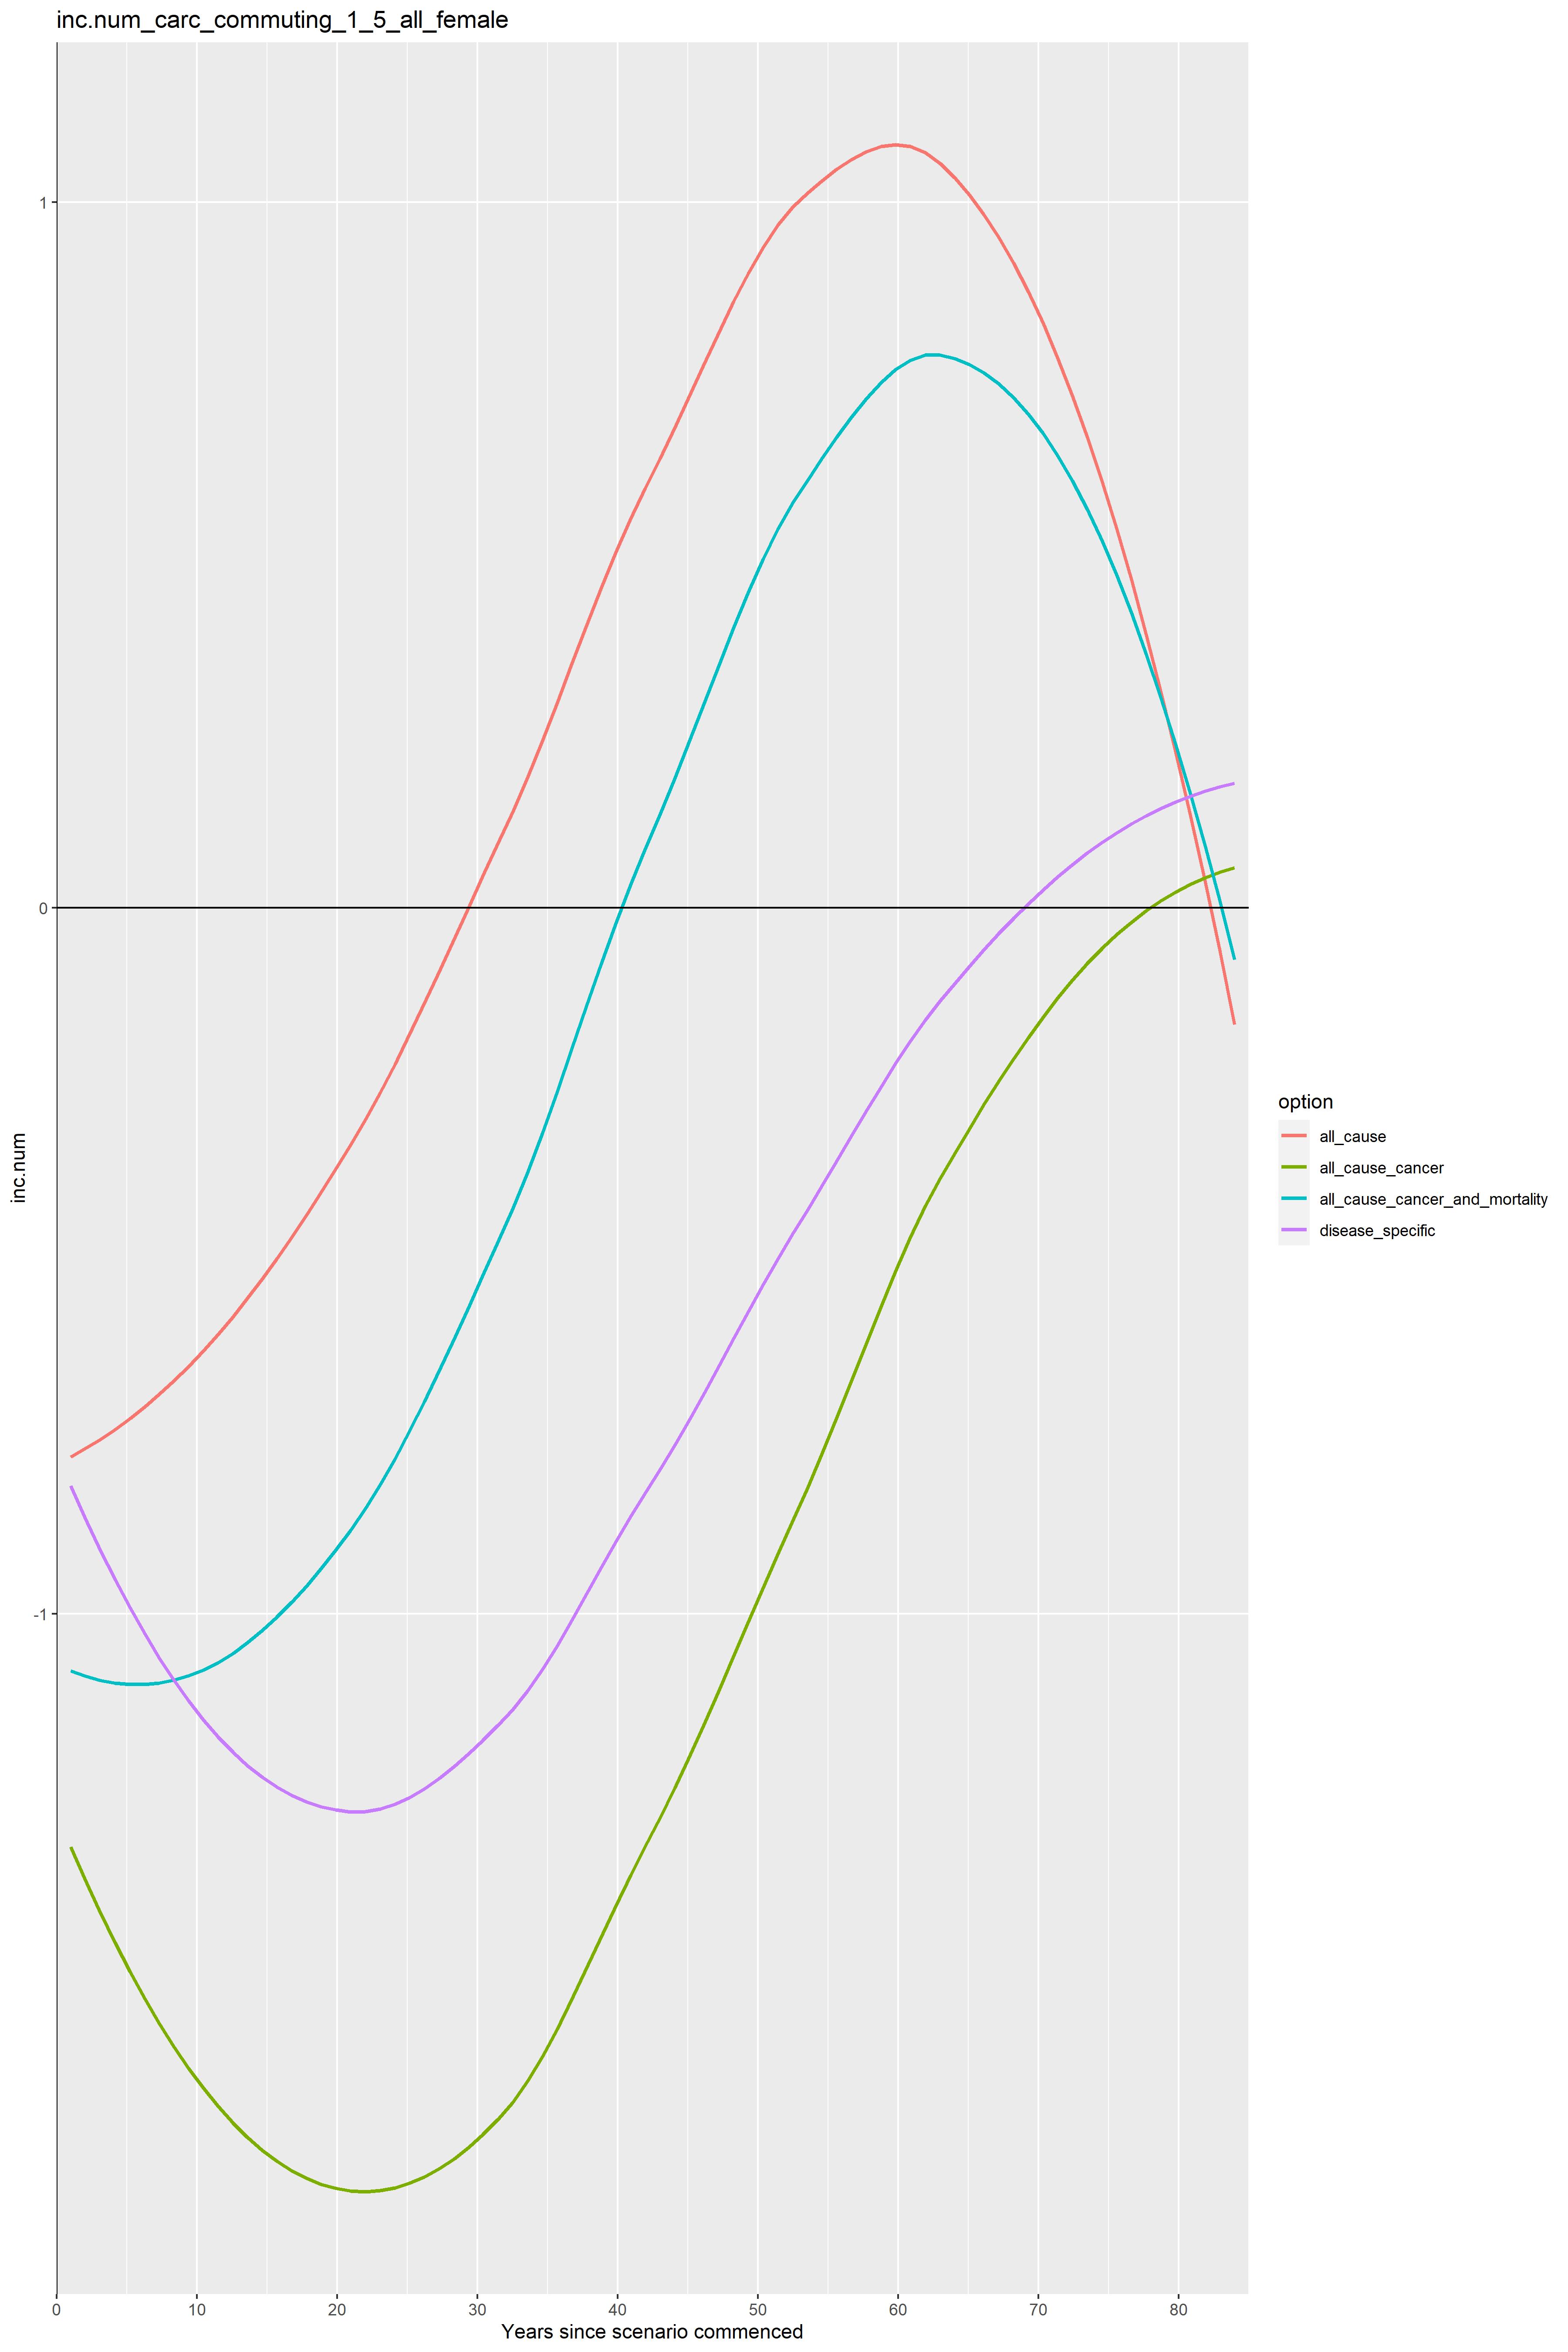 inc.num_carc_commuting_1_5_all_female
1
0
-1
inc.num
0 10 20 30 40 50 60 70 80
Years since scenario commenced
option
all_cause
all_cause_cancer
all_cause_cancer_and_mortality
disease_specific